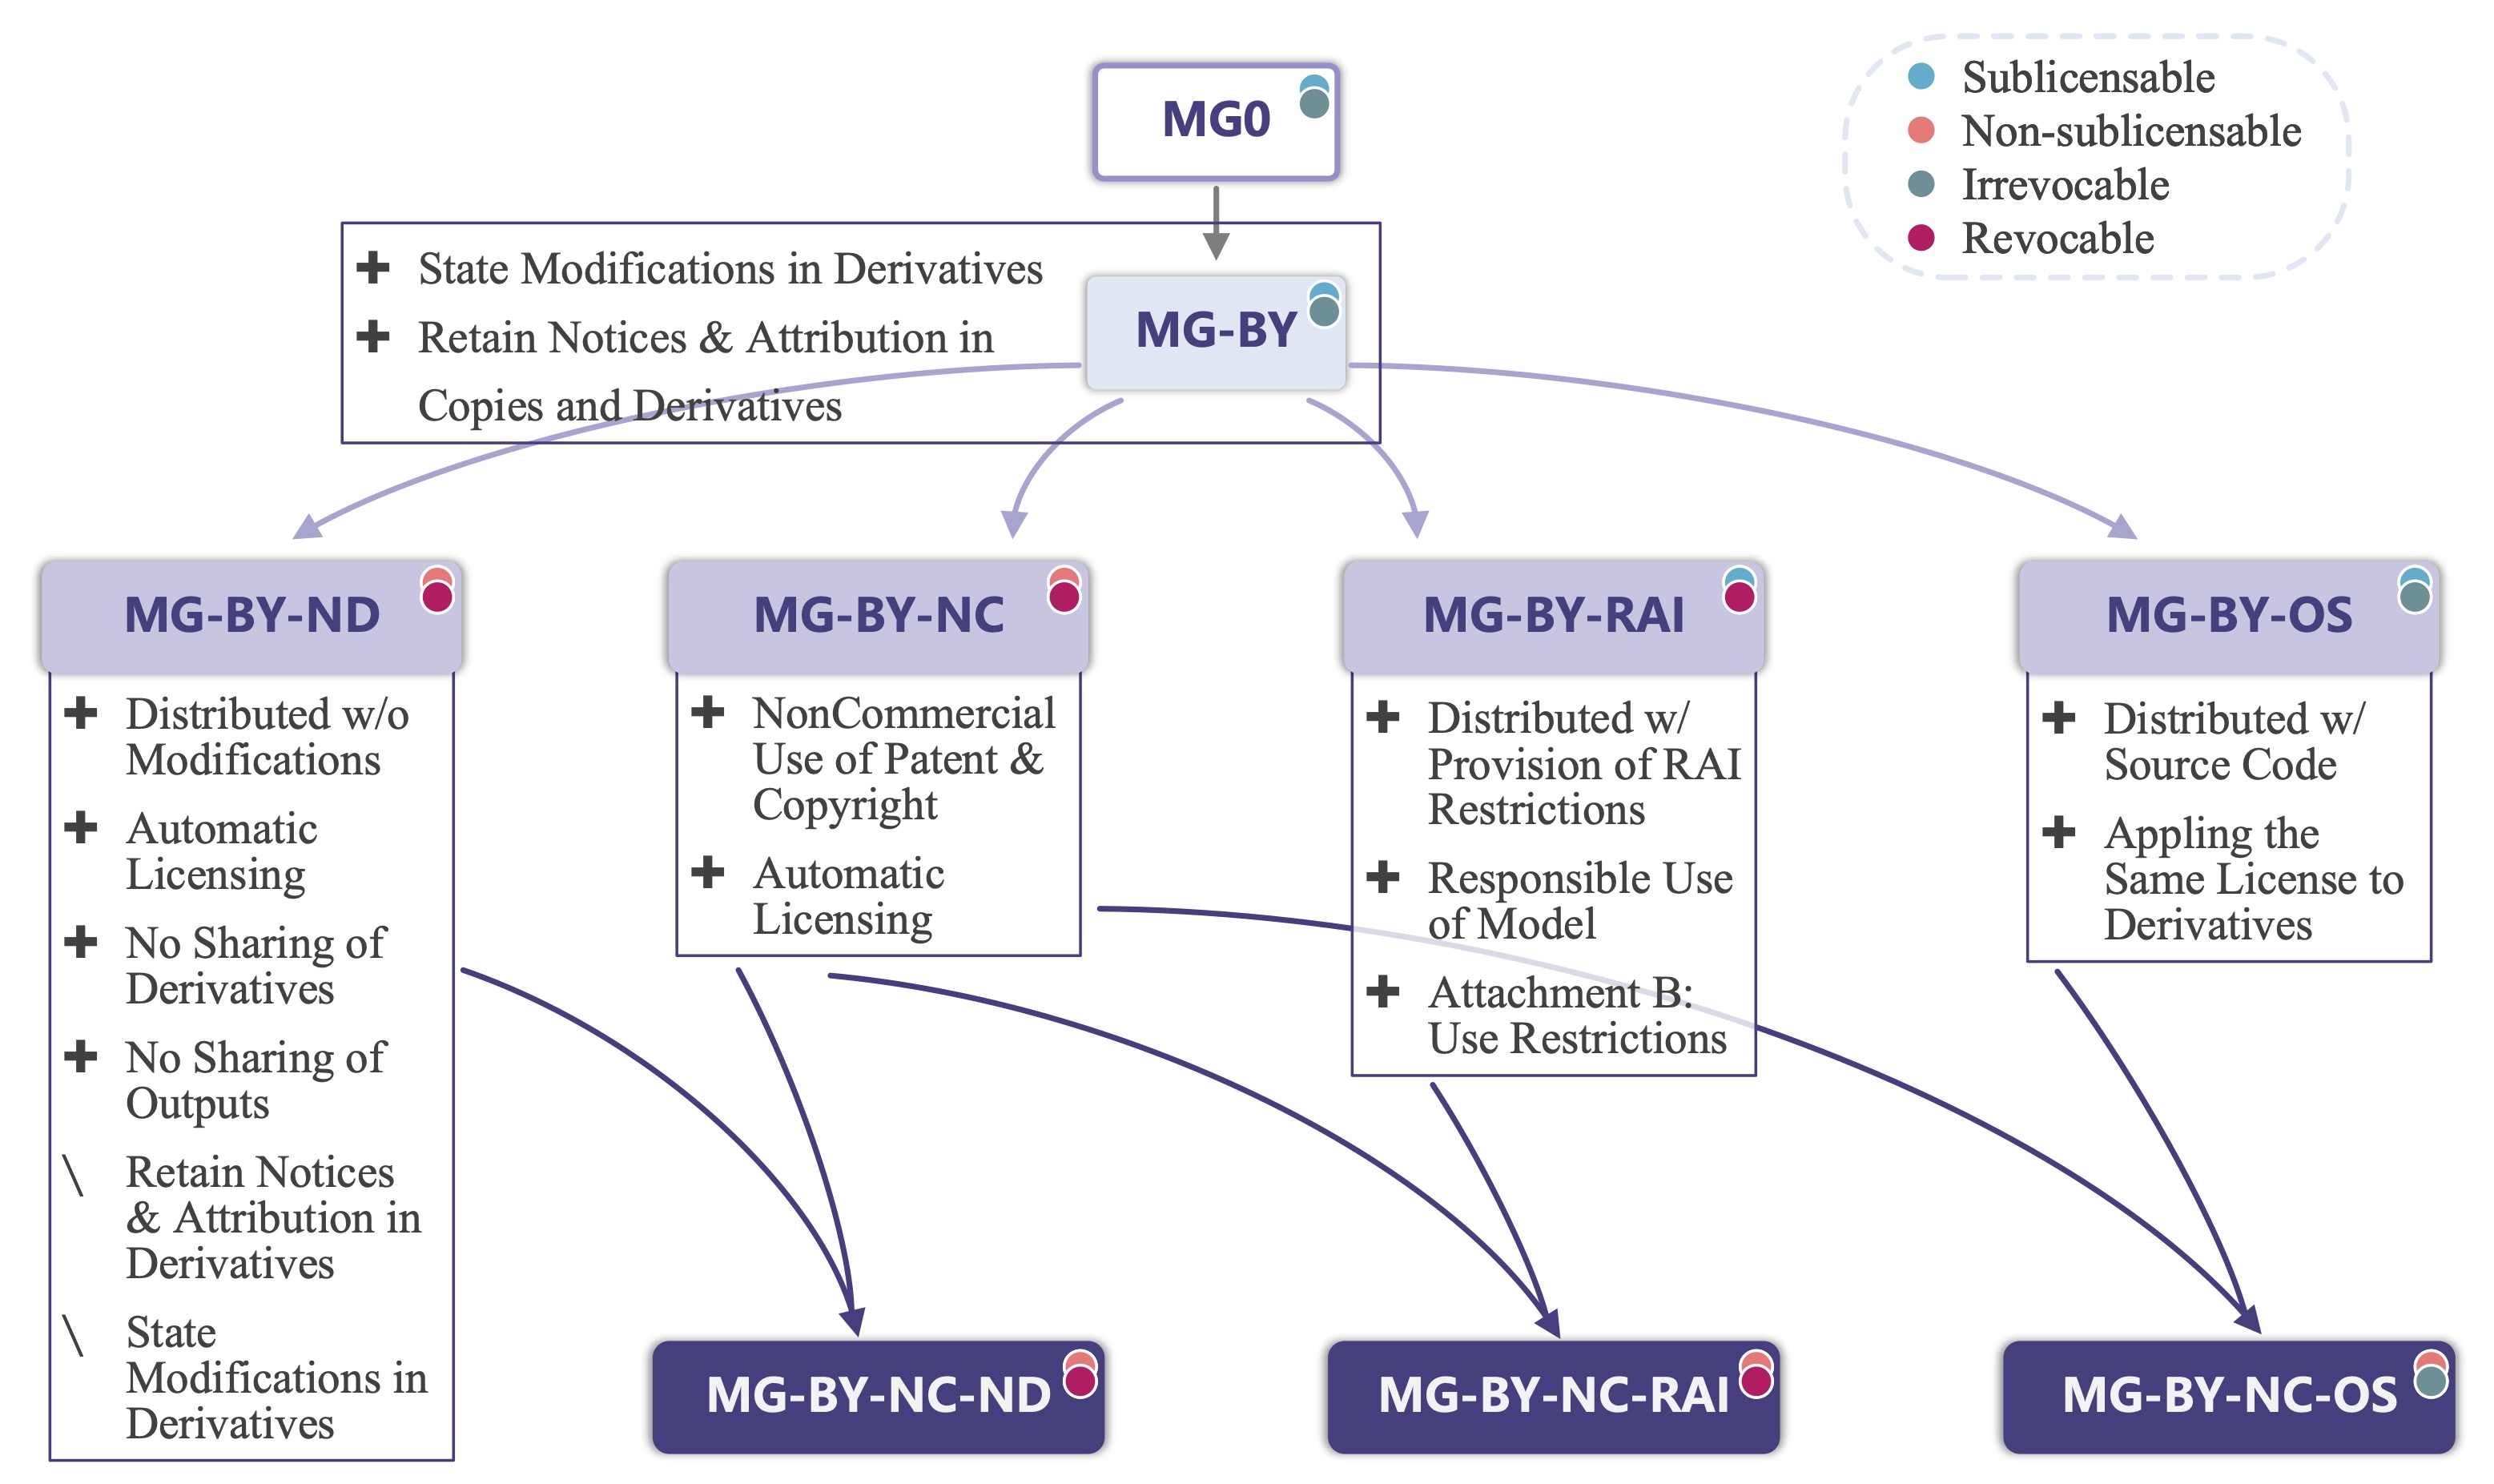 MG0
Sublicensable
Non-sublicensable
Irrevocable
Revocable
State Modifications in Derivatives
Retain Notices & Attribution in
Copies and Derivatives
MG-BY
MG-BY-ND
Distributed w/o
Modifications
Automatic
Licensing
No Sharing of
Derivatives
No Sharing of
Outputs
\ Retain Notices
& Attribution in
Derivatives
\ State
Modifications in
Derivatives
MG-BY-NC
NonCommercial
Use of Patent &
Copyright
Automatic
Licensing
MG-BY-RAI
Distributed w/
Provision of RAI
Restrictions
Responsible Use
of Model
Attachment B:
Use Restrictions
MG-BY-OS
Distributed w/
Source Code
Appling the
Same License to
Derivatives
MG-BY-NC-ND
MG-BY-NC-RAI
MG-BY-NC-OS